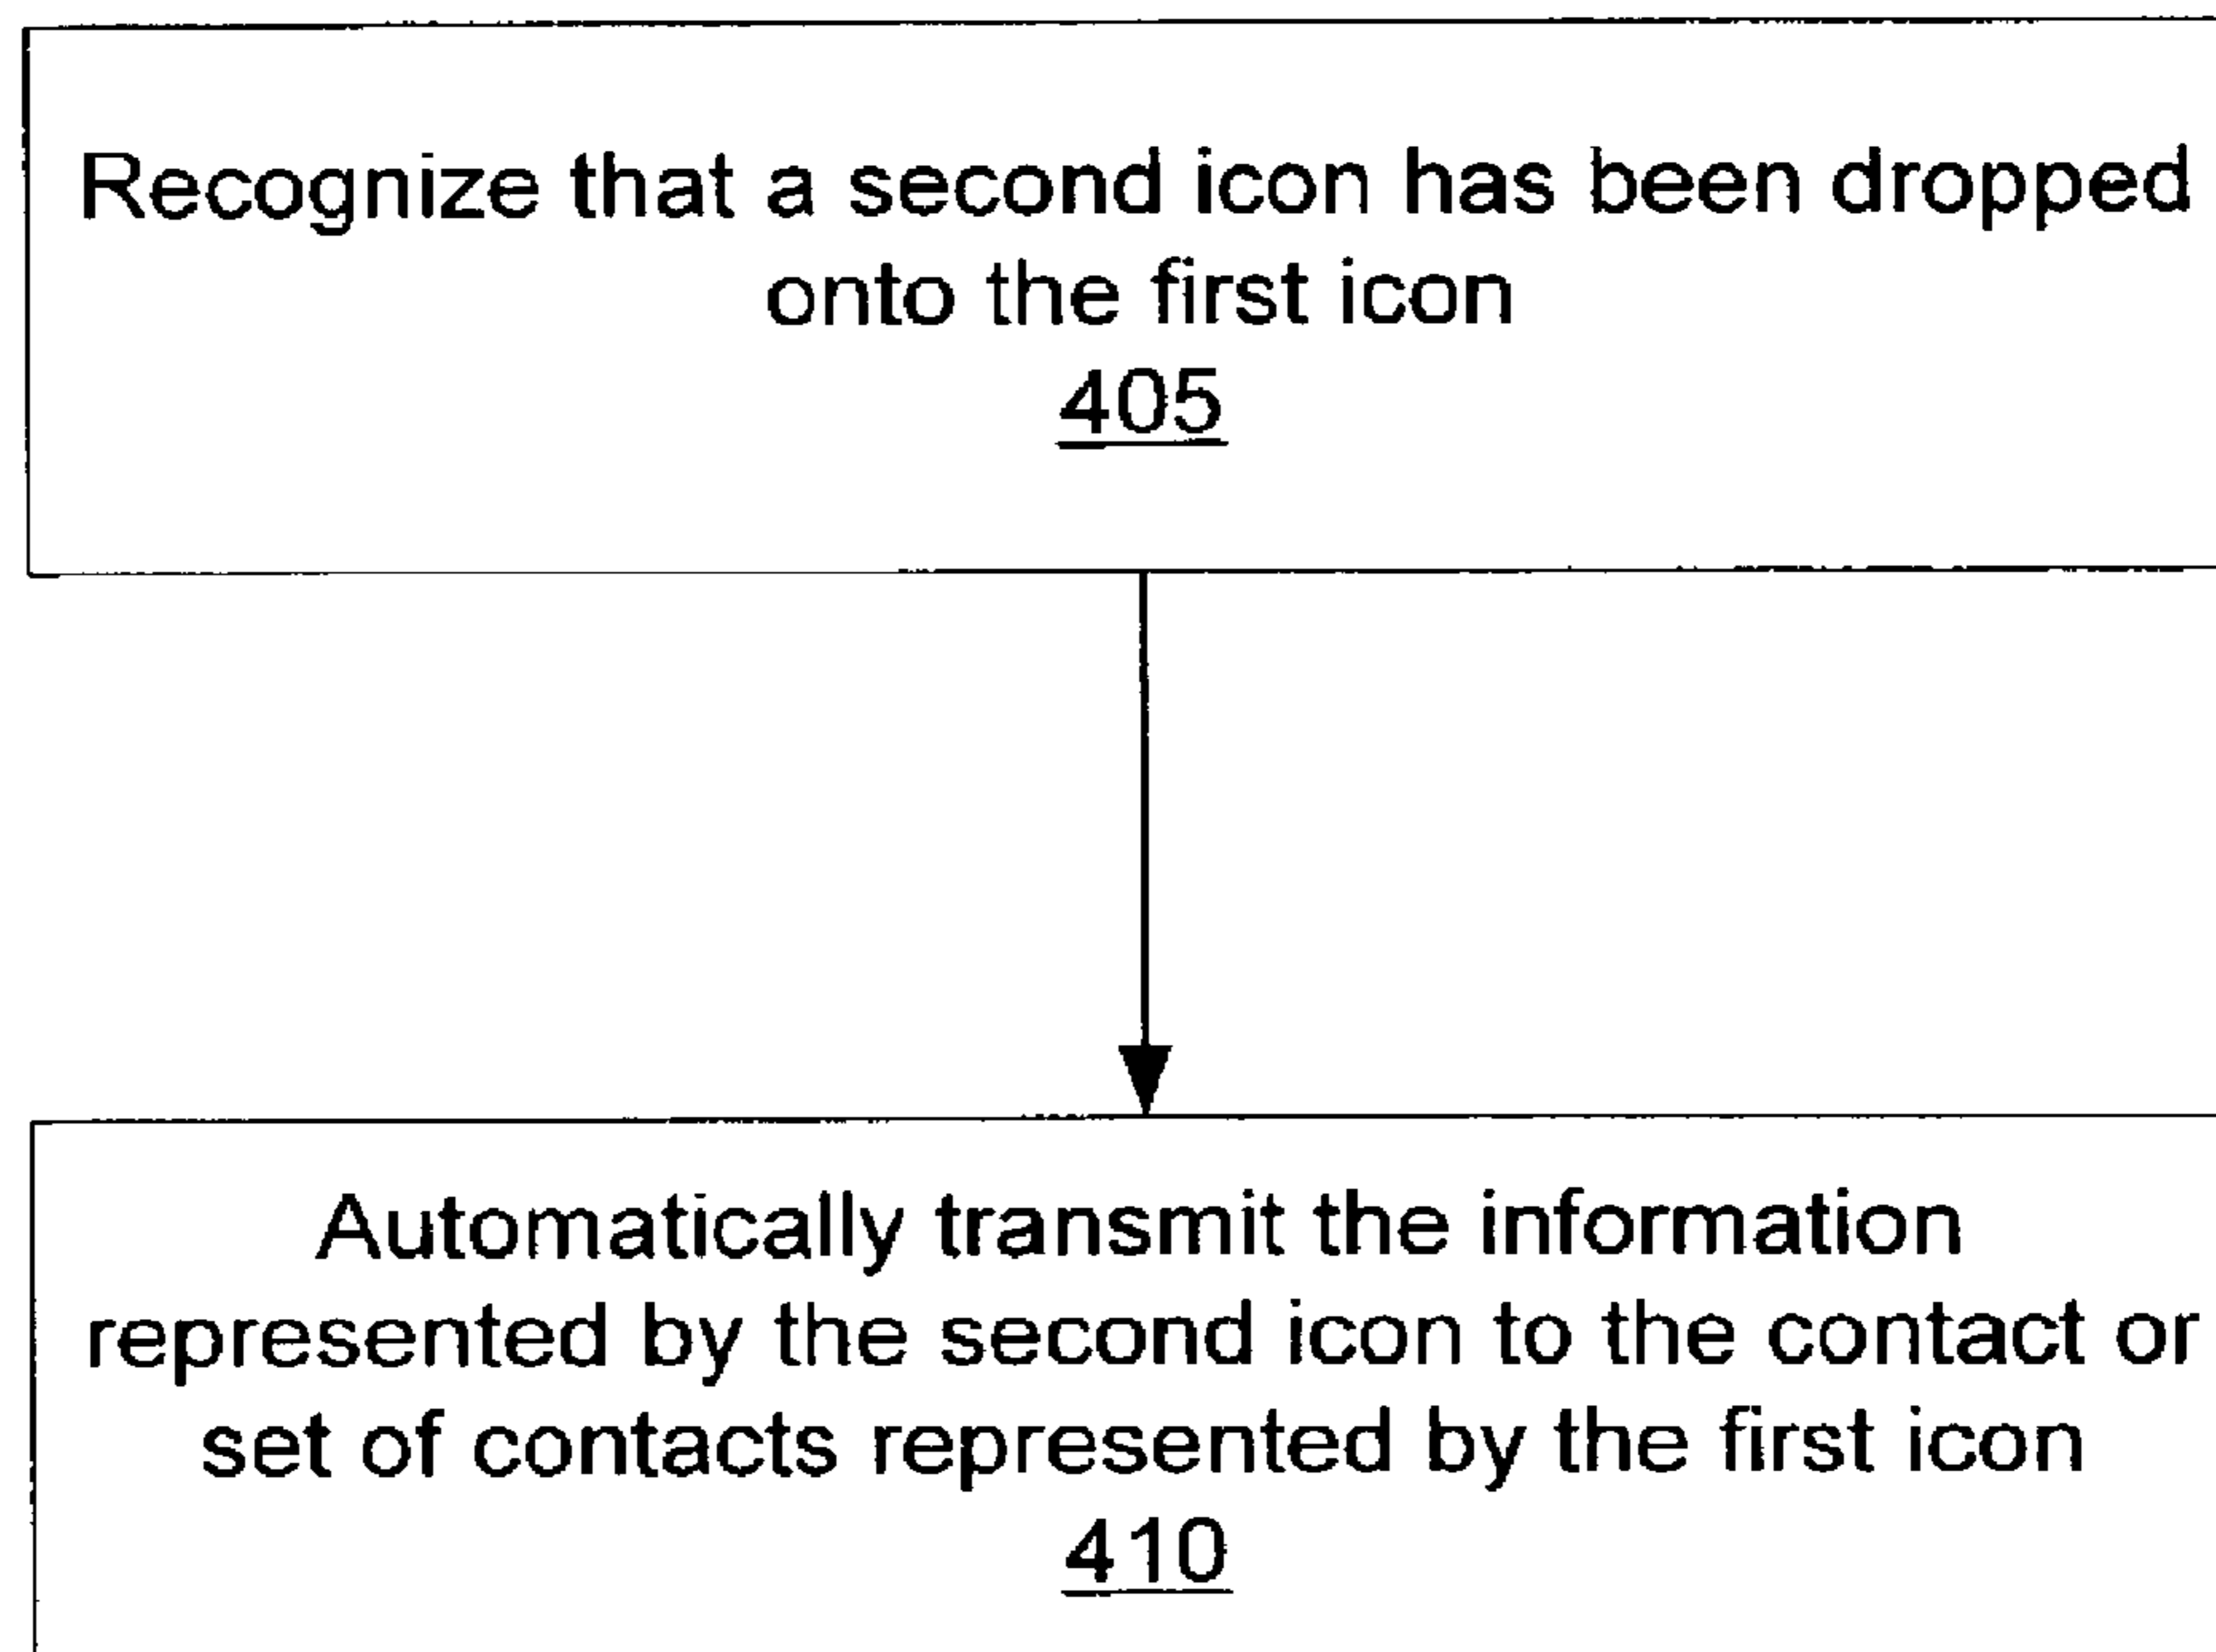 Recognize that a second icon has been dropped
onto the first icon
405
Automatically transmit the information
represented by the second icon to the contact or
set of contacts represented by the first icon
410